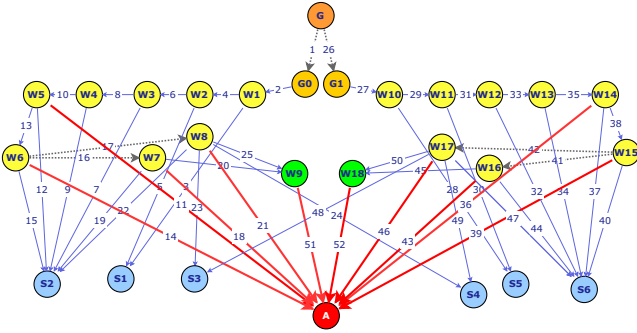 G
1 26
G0 G1
W5 10 W4 8 W3 6 W2 4 W1 2 27 W10 29 W11 31 W12 33 W13 35 W14
13 38
W6 17 W8 W17 42 W15
16 W7 25 20 W9 W18 50 45 W16 41
12 9 7 5 3 28 30 32 34 37
15 19 22 11 23 21 48 24 36 49 47 40
14 18 46 43 44 39
51 52
S2 S1 S3 S4 S5 S6
A